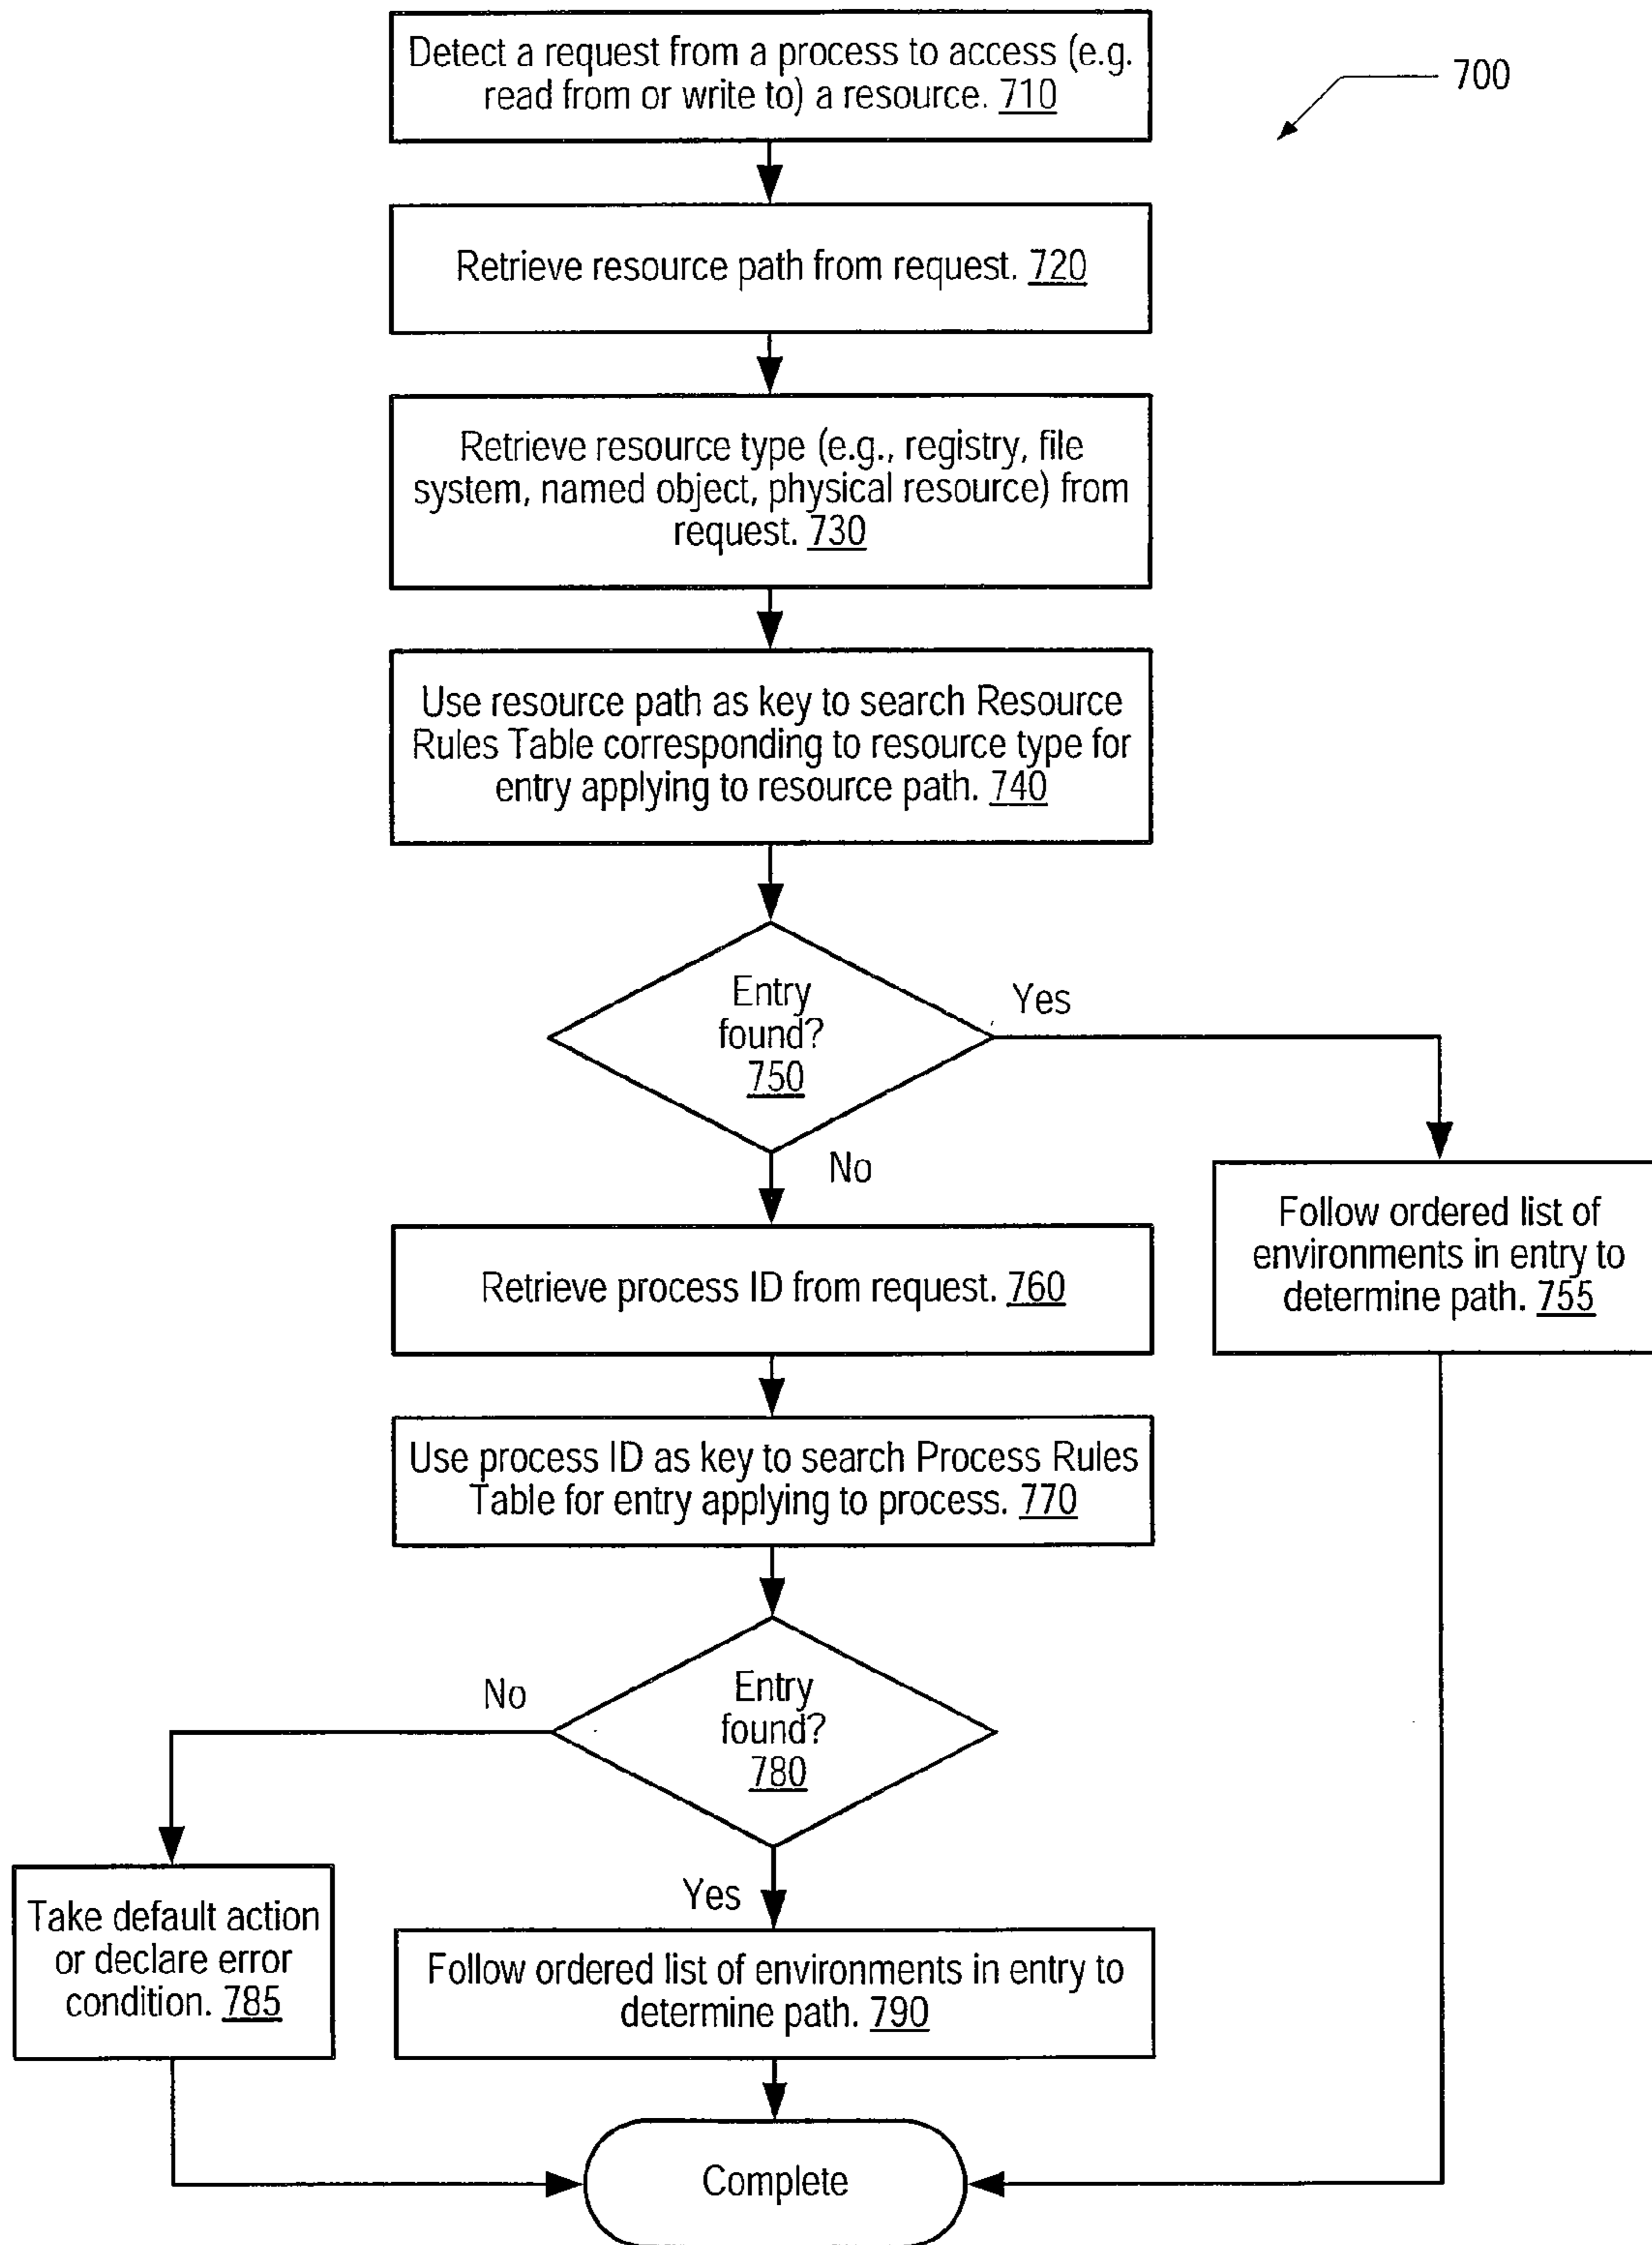 Detect a request from a process to access (e.g.
read from or write to) a resource. 710
700
Retrieve resource path from request. 720
Retrieve resource type (e.g., registry, file
system, named object, physical resource) from
request. 730
Use resource path as key to search Resource
Rules Table corresponding to resource type for
entry applying to resource path. 740
Entry
found?
750
Yes
No
Follow ordered list of
environments in entry to
determine path. 755
Retrieve process ID from request. 760
Use process ID as key to search Process Rules
Table for entry applying to process. 770
Entry
found?
780
No
Yes
Take default action
or declare error
condition. 785
Follow ordered list of environments in entry to
determine path. 790
Complete